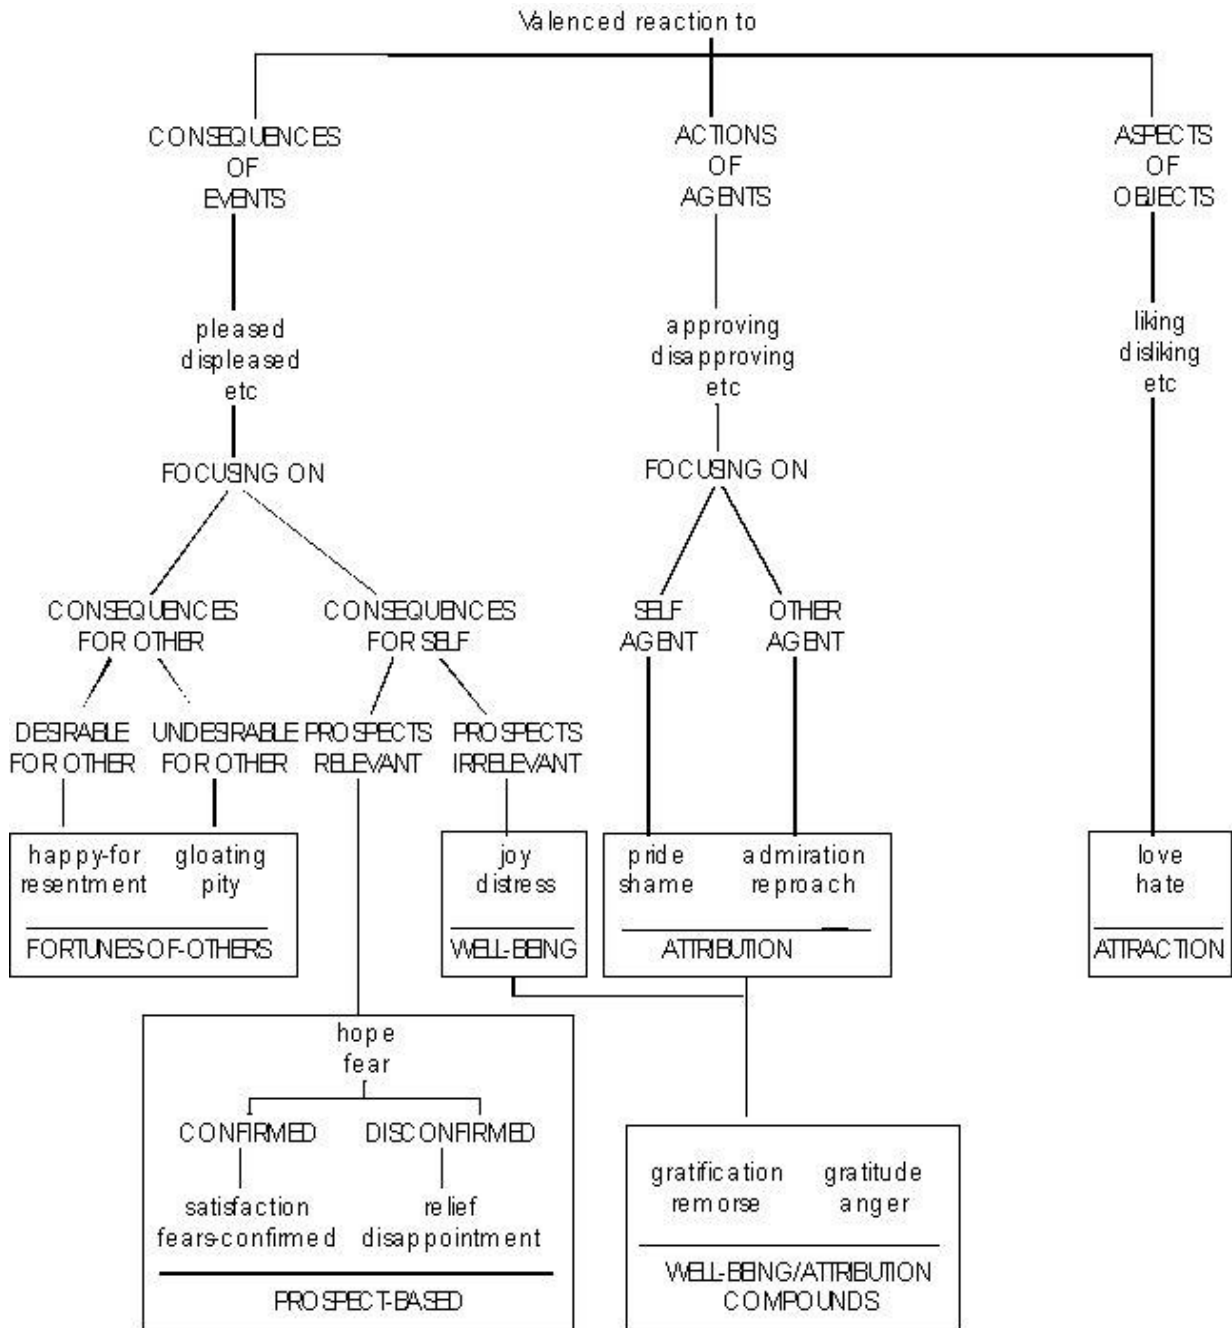 Valenced reaction to
CONSEQUENCES
OF
EVENTS
ACTIONS
OF
AGENTS
ASPECTS
OF
OBJECTS
pleased
displeased
etc
approving
disapproving
etc
liking
disliking
etc
FOCUSING ON
FOCUSING ON
CONSEQUENCES
FOR OTHER
CONSEQUENCES
FOR SELF
SELF
AGENT
OTHER
AGENT
DESIRABLE
FOR OTHER
UNDESIRABLE
FOR OTHER
PROSPECTS
RELEVANT
PROSPECTS
IRRELEVANT
happy-for
resentment
gloating
pity
FORTUNES-OF-OTHERS
joy
distress
WELL-BEING
pride
shame
admiration
reproach
ATTRIBUTION
love
hate
ATTRACTION
hope
fear
CONFIRMED
DISCONFIRMED
satisfaction
fears-confirmed
relief
disappointment
PROSPECT-BASED
gratification
remorse
gratitude
anger
WELL-BEING/ATTRIBUTION
COMPOUNDS